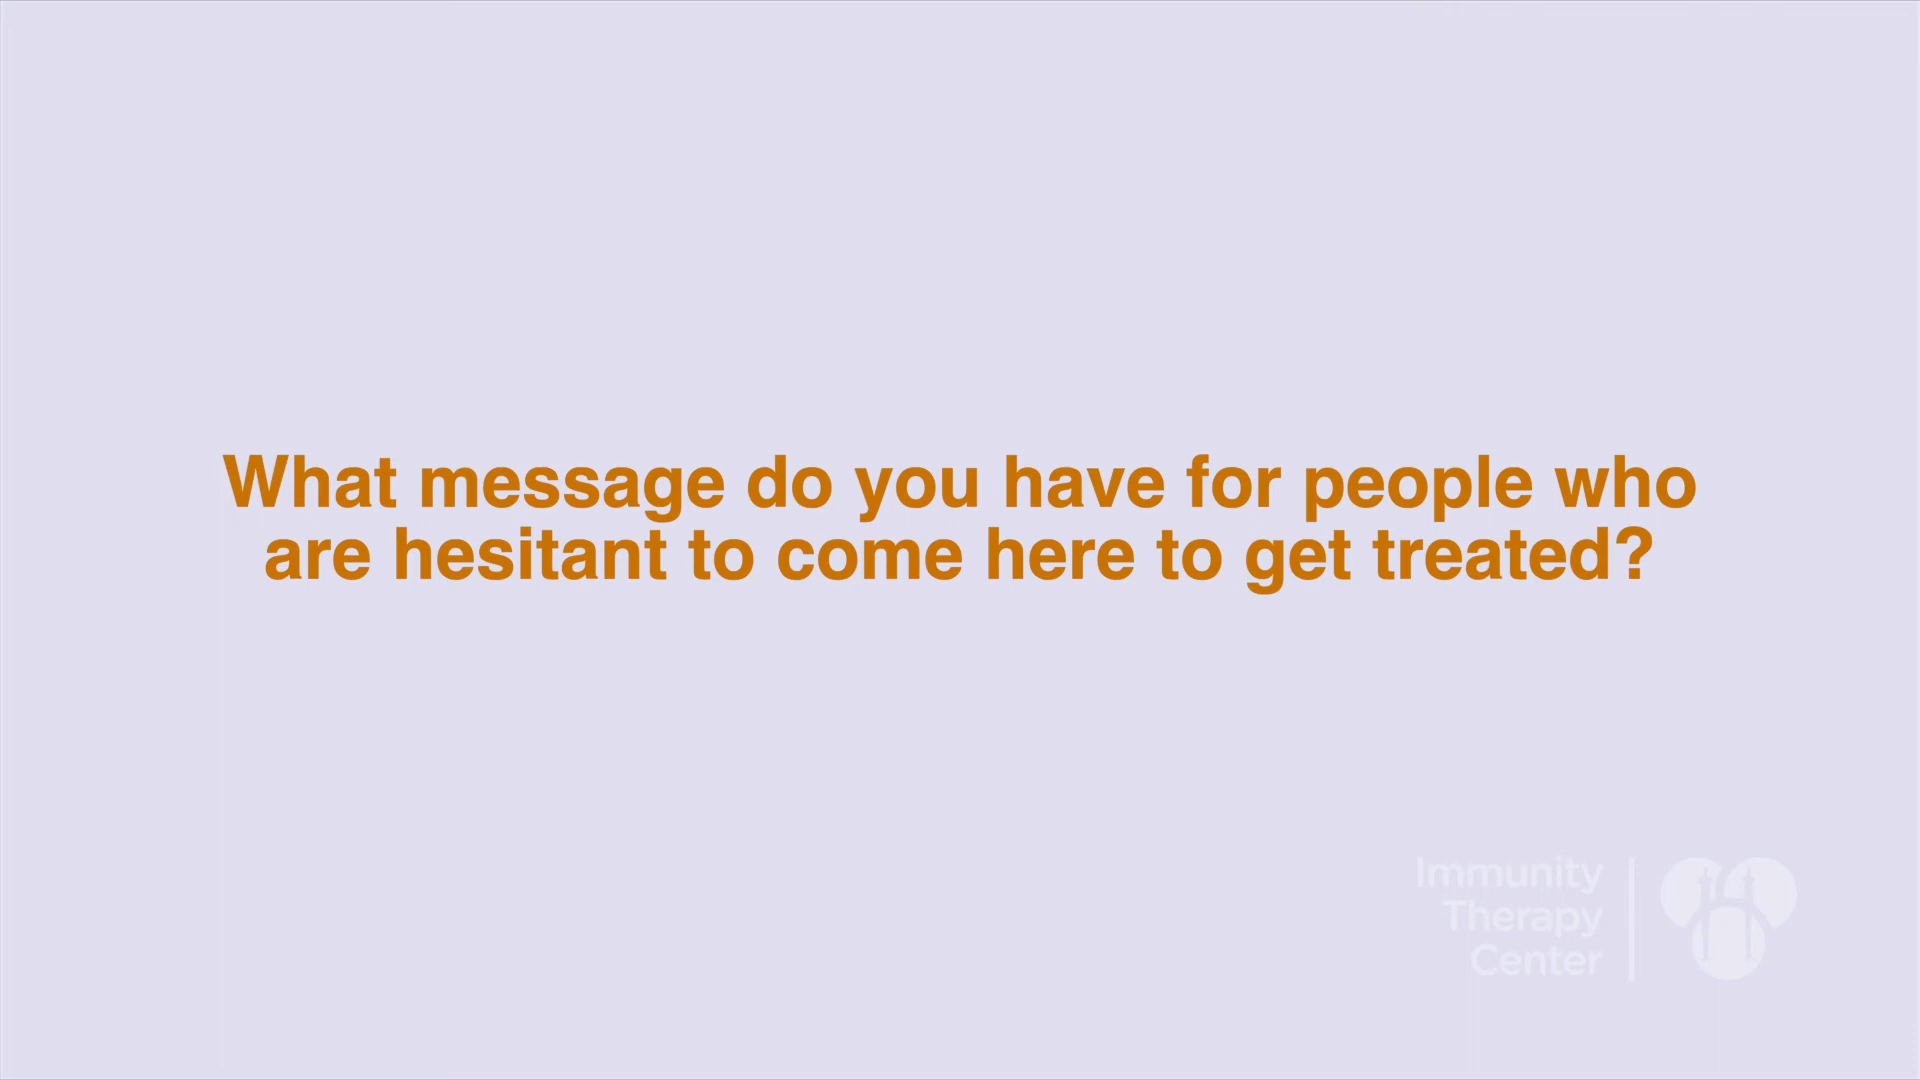 What message do you have for people who
are hesitant to come here to get treated?
Immunity
Therapy
Center